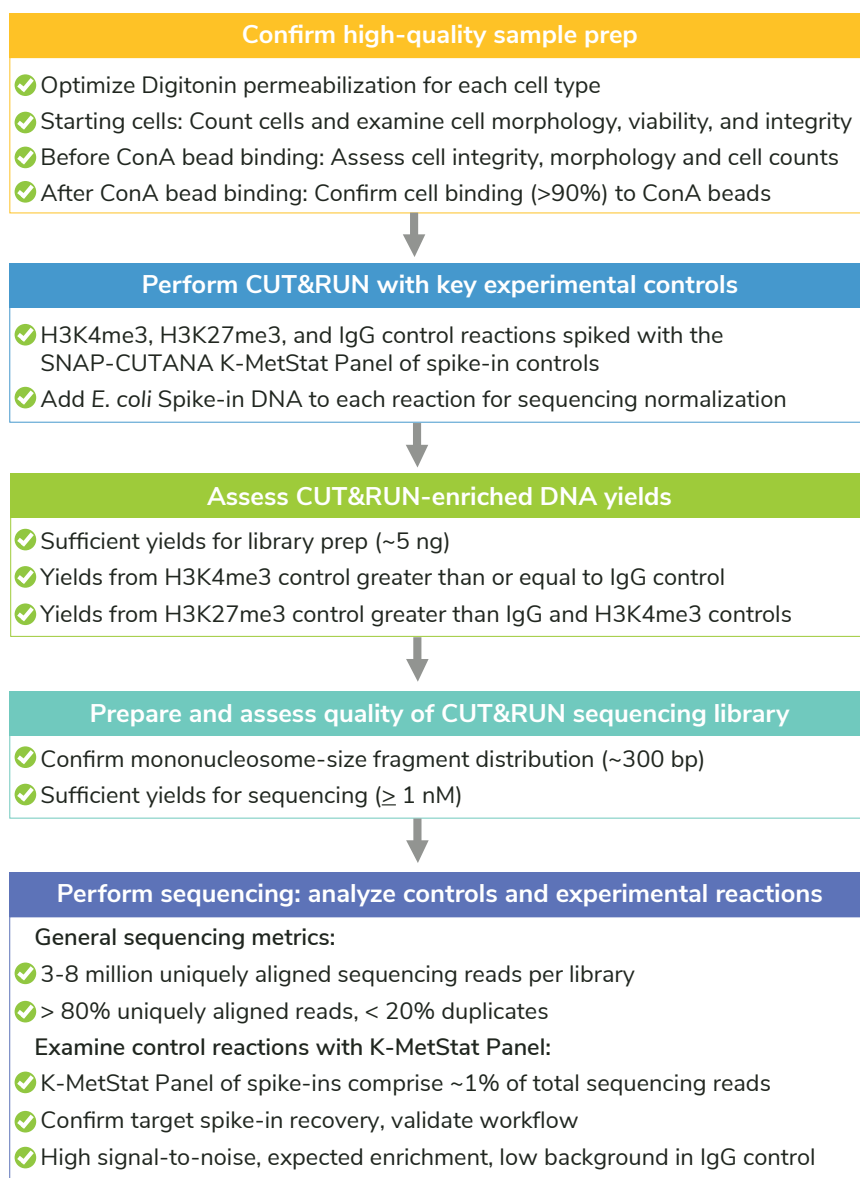 Confirm high-quality sample prep
Optimize Digitonin permeabilization for each cell type
Starting cells: Count cells and examine cell morphology, viability, and integrity
Before ConA bead binding: Assess cell integrity, morphology and cell counts
After ConA bead binding: Confirm cell binding (>90%) to ConA beads
Perform CUT&RUN with key experimental controls
H3K4me3, H3K27me3, and IgG control reactions spiked with the
SNAP-CUTANA K-MetStat Panel of spike-in controls
Add E. coli Spike-in DNA to each reaction for sequencing normalization
Assess CUT&RUN-enriched DNA yields
Sufficient yields for library prep (~5 ng)
Yields from H3K4me3 control greater than or equal to IgG control
Yields from H3K27me3 control greater than IgG and H3K4me3 controls
Prepare and assess quality of CUT&RUN sequencing library
Confirm mononucleosome-size fragment distribution (~300 bp)
Sufficient yields for sequencing (≥ 1 nM)
Perform sequencing: analyze controls and experimental reactions
General sequencing metrics:
3-8 million uniquely aligned sequencing reads per library
> 80% uniquely aligned reads, < 20% duplicates
Examine control reactions with K-MetStat Panel:
K-MetStat Panel of spike-ins comprise ~1% of total sequencing reads
Confirm target spike-in recovery, validate workflow
High signal-to-noise, expected enrichment, low background in IgG control